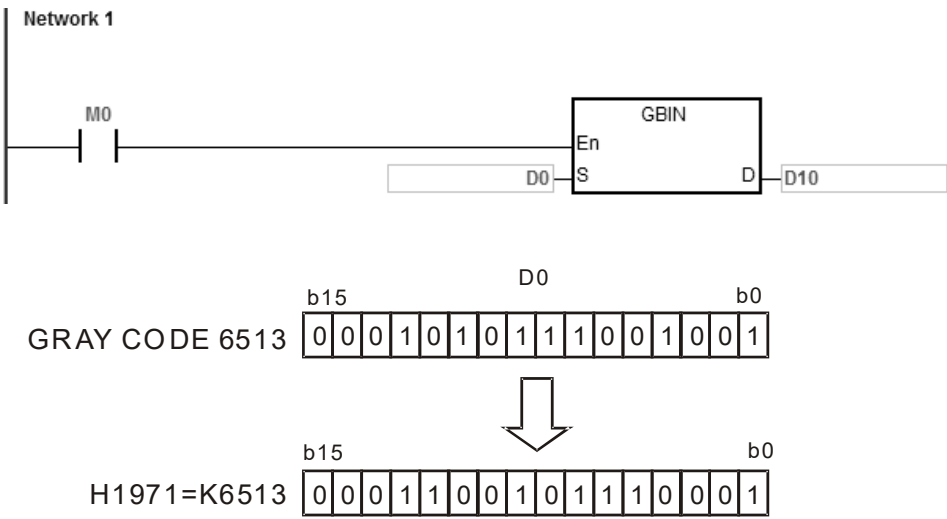 Network 1
M0
GBIN
En
D0 S D D10
D0
b15 b0
GRAY CODE 6513 0 0 0 1 0 1 0 1 1 1 0 0 1 0 0 1
b15 b0
H1971=K6513 0 0 0 1 1 0 0 1 0 1 1 1 0 0 0 1